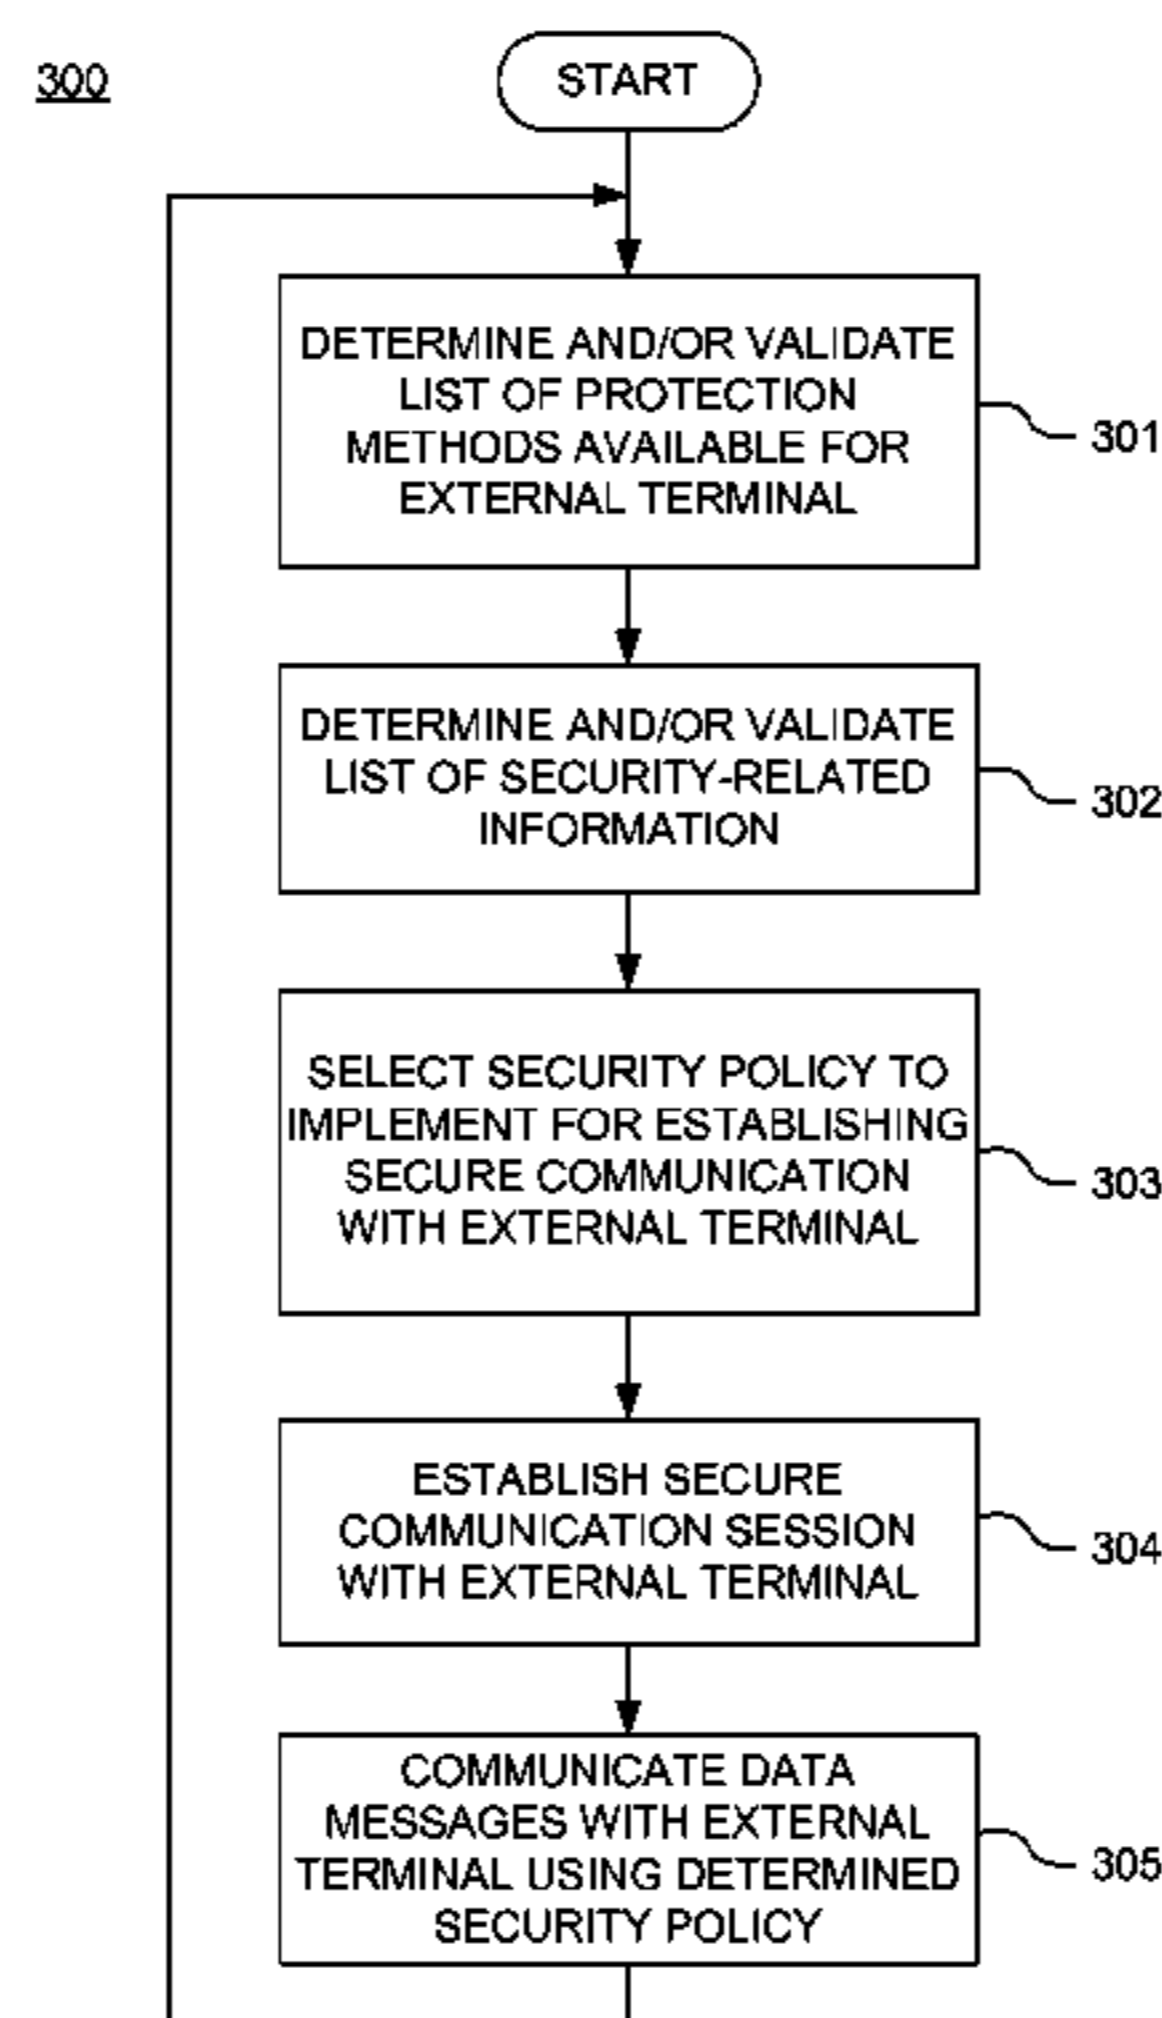 300
START
DETERMINE AND/OR VALIDATE
LIST OF PROTECTION
METHODS AVAILABLE FOR
EXTERNAL TERMINAL
301
DETERMINE AND/OR VALIDATE
LIST OF SECURITY-RELATED
INFORMATION
302
SELECT SECURITY POLICY TO
IMPLEMENT FOR ESTABLISHING
SECURE COMMUNICATION
WITH EXTERNAL TERMINAL
303
ESTABLISH SECURE
COMMUNICATION SESSION
WITH EXTERNAL TERMINAL
304
COMMUNICATE DATA
MESSAGES WITH EXTERNAL
TERMINAL USING DETERMINED
SECURITY POLICY
305